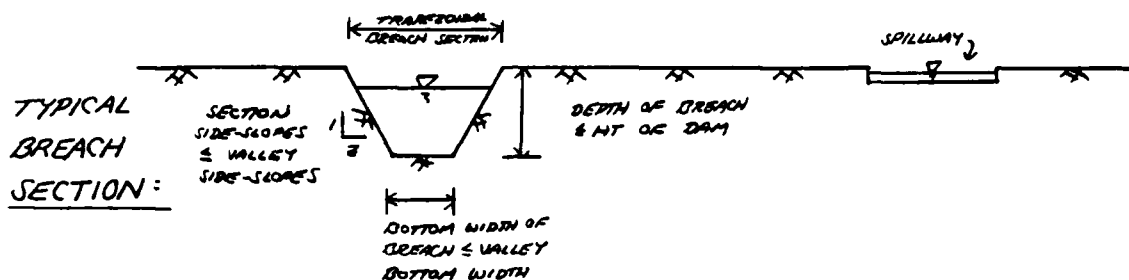 TRAPEZOIDAL
BREACH SECTION
SPILLWAY
TYPICAL
BREACH
SECTION:
SECTION
SIDE-SLOPES
≤ VALLEY
SIDE-SLOPES
1
Z
DEPTH OF BREACH
≤ HT OF DAM
BOTTOM WIDTH OF
BREACH ≤ VALLEY
BOTTOM WIDTH